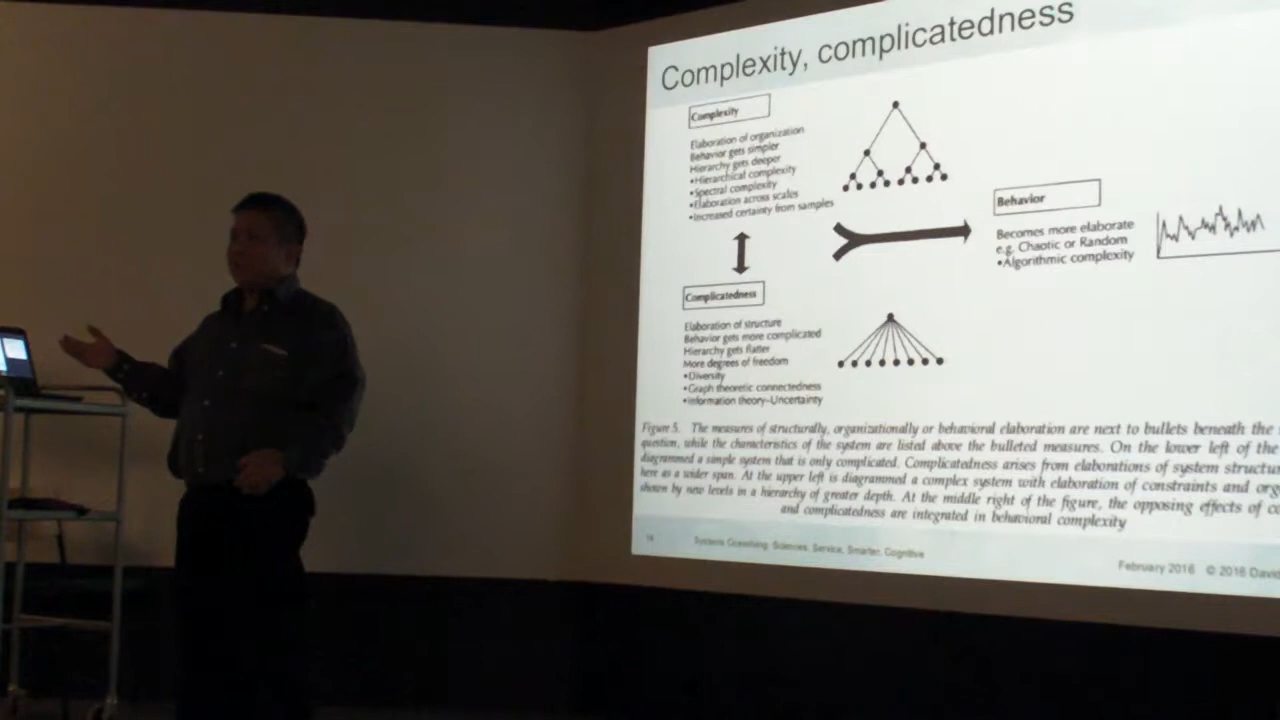 Complexity, complicatedness
Complexity
Elaboration of organization
Behavior gets simpler
Hierarchy gets deeper
•Hierarchical complexity
•Spectral complexity
•Elaboration across scales
•Increased certainty from samples
Behavior
Becomes more elaborate
e.g. Chaotic or Random
•Algorithmic complexity
Complicatedness
Elaboration of structure
Behavior gets more complicated
Hierarchy gets flatter
More degrees of freedom
•Diversity
•Graph theoretic connectedness
•Information theory–Uncertainty
Figure 5. The measures of structurally, organizationally or behavioral elaboration are next to bullets beneath the
question, while the characteristics of the system are listed above the bulleted measures. On the lower left of the
diagrammed a simple system that is only complicated. Complicatedness arises from elaborations of system structur
here as a wider span. At the upper left is diagrammed a complex system with elaboration of constraints and org
shown by new levels in a hierarchy of greater depth. At the middle right of the figure, the opposing effects of co
and complicatedness are integrated in behavioral complexity
14
Systems Coevolving: Sciences, Service, Smarter, Cognitive
February 2016 © 2016 David